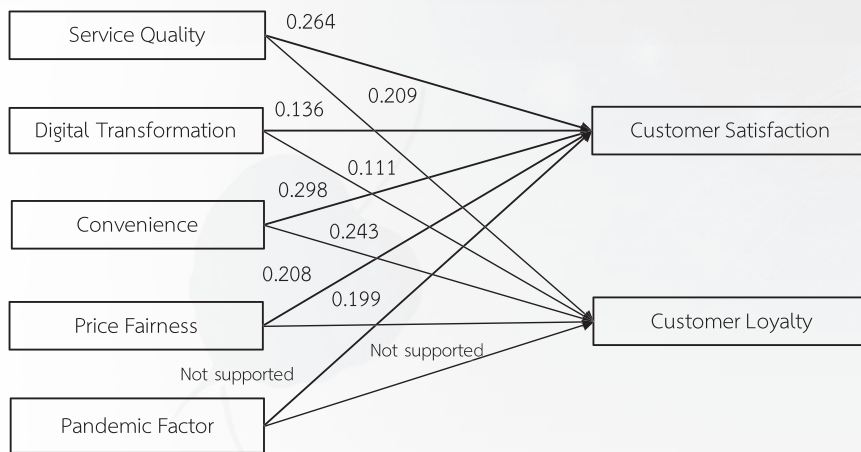 Service Quality
0.264
0.209
Digital Transformation
0.136
Customer Satisfaction
0.111
Convenience
0.298
0.243
0.208
Price Fairness
0.199
Customer Loyalty
Not supported
Not supported
Pandemic Factor